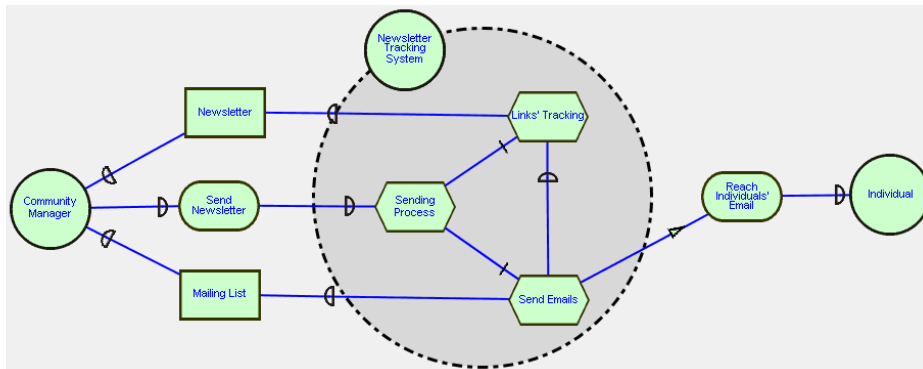 Newsletter
Tracking
System
Newsletter
Links' Tracking
Community
Manager
Send
Newsletter
Sending
Process
Reach
Individuals'
Email
Individual
Mailing List
Send Emails